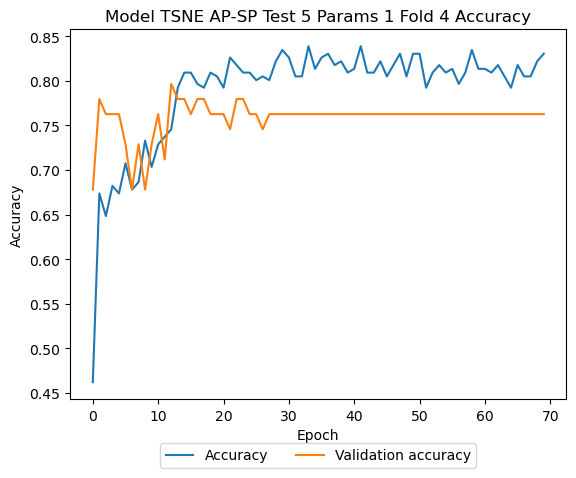 Model TSNE AP-SP Test 5 Params 1 Fold 4 Accuracy
0.85
0.80
0.75
0.70
0.65
0.60
0.55
0.50
0.45
Accuracy
0 10 20 30 40 50 60 70
Epoch
Accuracy Validation accuracy